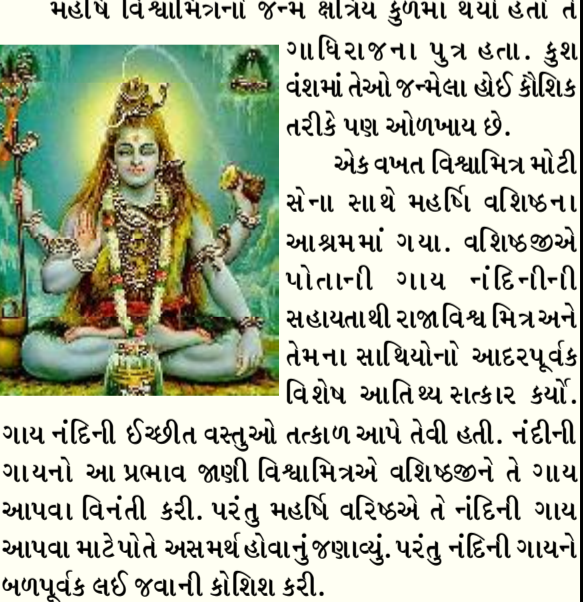 મહર્ષિ વિશ્વામિત્રનો જન્મ ક્ષત્રિય કુળમાં થયો હતો તે
ગાધિરાજના પુત્ર હતા. કુશ
વંશમાં તેઓ જન્મેલા હોઈ કૌશિક
તરીકે પણ ઓળખાય છે.
એક વખત વિશ્વામિત્ર મોટી
સેના સાથે મહર્ષિ વશિષ્ઠના
આશ્રમમાં ગયા. વશિષ્ઠજીએ
પોતાની ગાય નંદિનીની
સહાયતાથી રાજા વિશ્વ મિત્ર અને
તેમના સાથિયોનો આદરપૂર્વક
વિશેષ આતિથ્ય સત્કાર કર્યો.
ગાય નંદિની ઈચ્છીત વસ્તુઓ તત્કાળ આપે તેવી હતી. નંદીની
ગાયનો આ પ્રભાવ જાણી વિશ્વામિત્રએ વશિષ્ઠજીને તે ગાય
આપવા વિનંતી કરી. પરંતુ મહર્ષિ વરિષ્ઠએ તે નંદિની ગાય
આપવા માટે પોતે અસમર્થ હોવાનું જણાવ્યું. પરંતુ નંદિની ગાયને
બળપૂર્વક લઈ જવાની કોશિશ કરી.